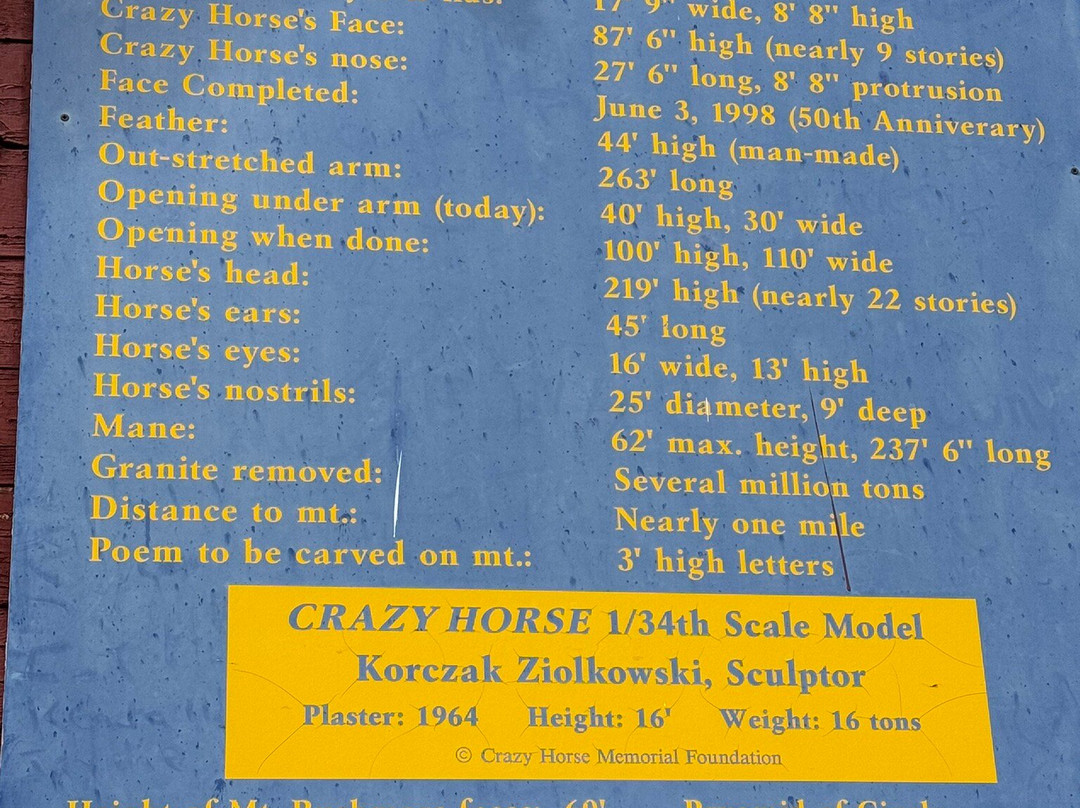 17' 9" wide, 8' 8" high
Crazy Horse's Face: 87' 6" high (nearly 9 stories)
Crazy Horse's nose: 27' 6" long, 8' 8" protrusion
Face Completed: June 3, 1998 (50th Anniverary)
Feather: 44' high (man-made)
Out-stretched arm: 263' long
Opening under arm (today): 40' high, 30' wide
Opening when done: 100' high, 110' wide
Horse's head: 219' high (nearly 22 stories)
Horse's ears: 45' long
Horse's eyes: 16' wide, 13' high
Horse's nostrils: 25' diameter, 9' deep
Mane: 62' max. height, 237' 6" long
Granite removed: Several million tons
Distance to mt.: Nearly one mile
Poem to be carved on mt.: 3' high letters
CRAZY HORSE 1/34th Scale Model
Korczak Ziolkowski, Sculptor
Plaster: 1964 Height: 16' Weight: 16 tons
© Crazy Horse Memorial Foundation